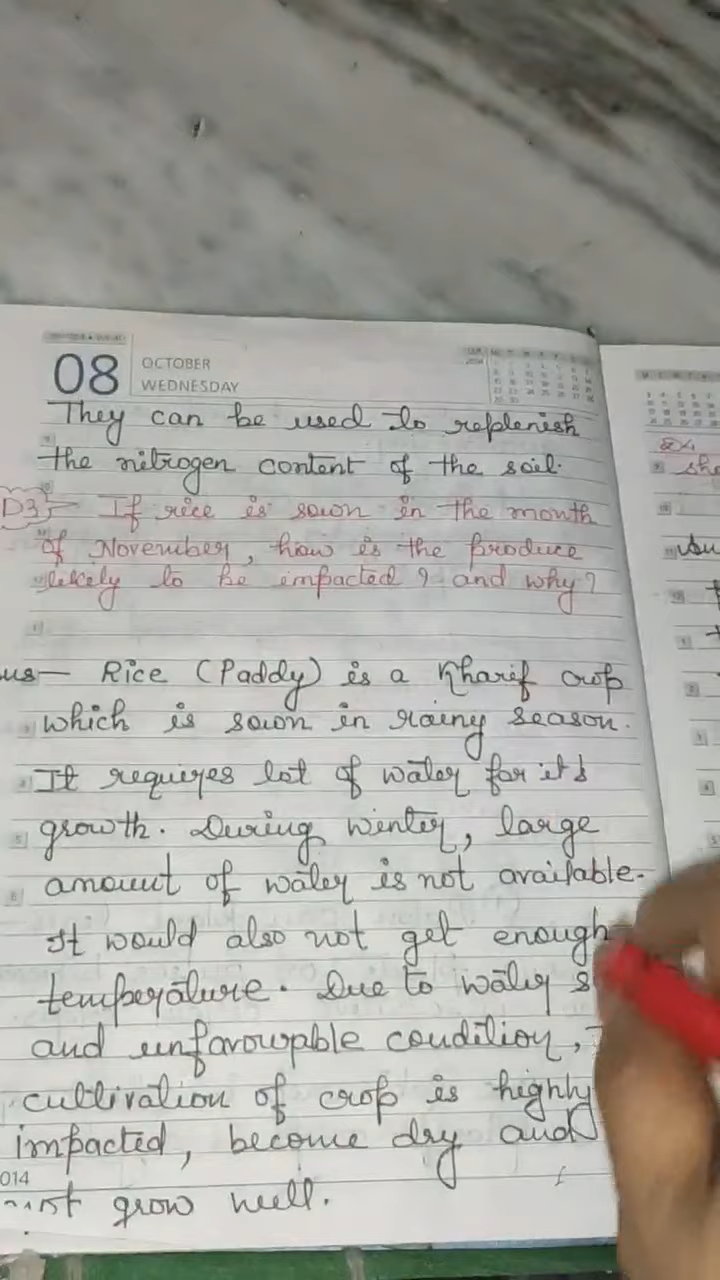 08 OCTOBER
WEDNESDAY
They can be used to replenish
the nitrogen content of the soil.
If rice is sown in the month
of November, how is the produce
likely to be impacted? and why?
Rice (Paddy) is a Kharif crop
which is sown in rainy season.
It requires lot of water for it's
growth. During winter, large
amount of water is not available.
It would also not get enough
temperature. Due to water
and unfavourable condition,
cultivation of crop is highly
impacted, become dry and
014
grow well.